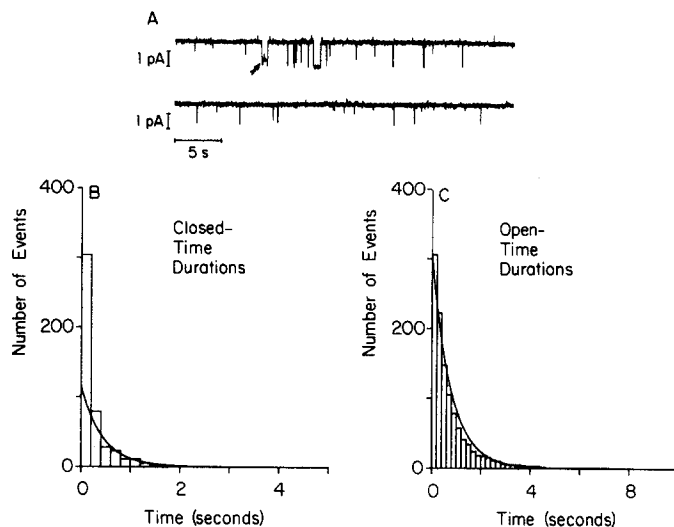 A
1 pA
1 pA
5 s
B
400
200
0
Number of Events
Closed-
Time
Durations
0 2 4
Time (seconds)
C
400
200
0
Number of Events
Open-
Time
Durations
0 4 8
Time (seconds)